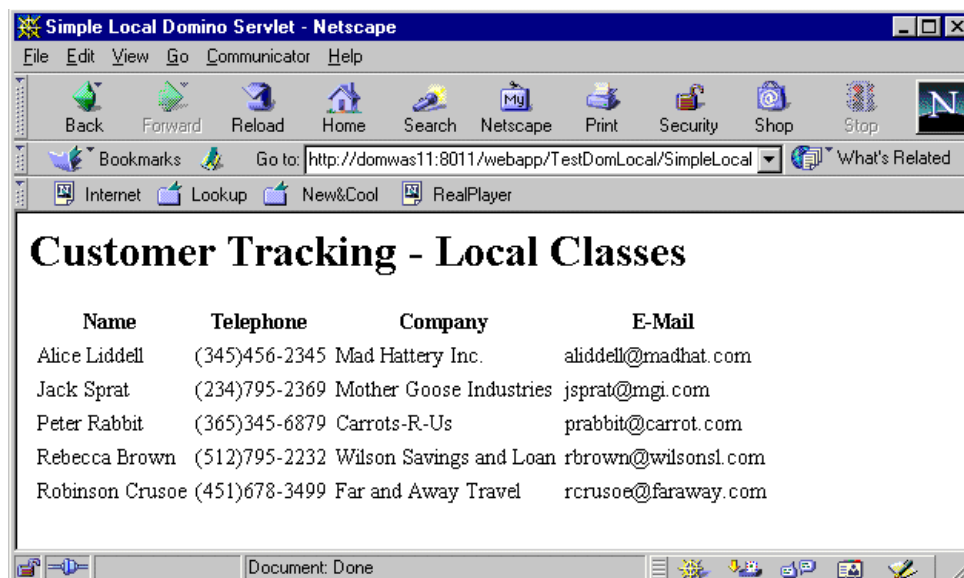 Simple Local Domino Servlet - Netscape
File Edit View Go Communicator Help
My
N
Back Forward Reload Home Search Netscape Print Security Shop Stop
Bookmarks Go to: http://domwas11:8011/webapp/TestDomLocal/SimpleLocal What's Related
Internet Lookup New&Cool RealPlayer
Customer Tracking - Local Classes
Name Telephone Company E-Mail
Alice Liddell (345)456-2345 Mad Hattery Inc. aliddell@madhat.com
Jack Sprat (234)795-2369 Mother Goose Industries jsprat@mgi.com
Peter Rabbit (365)345-6879 Carrots-R-Us prabbit@carrot.com
Rebecca Brown (512)795-2232 Wilson Savings and Loan rbrown@wilsonsl.com
Robinson Crusoe (451)678-3499 Far and Away Travel rcrusoe@faraway.com
Document: Done